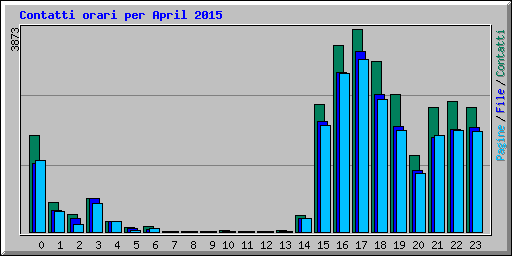 Contatti orari per April 2015
3873
Pagine / File / Contatti
0 1 2 3 4 5 6 7 8 9 10 11 12 13 14 15 16 17 18 19 20 21 22 23